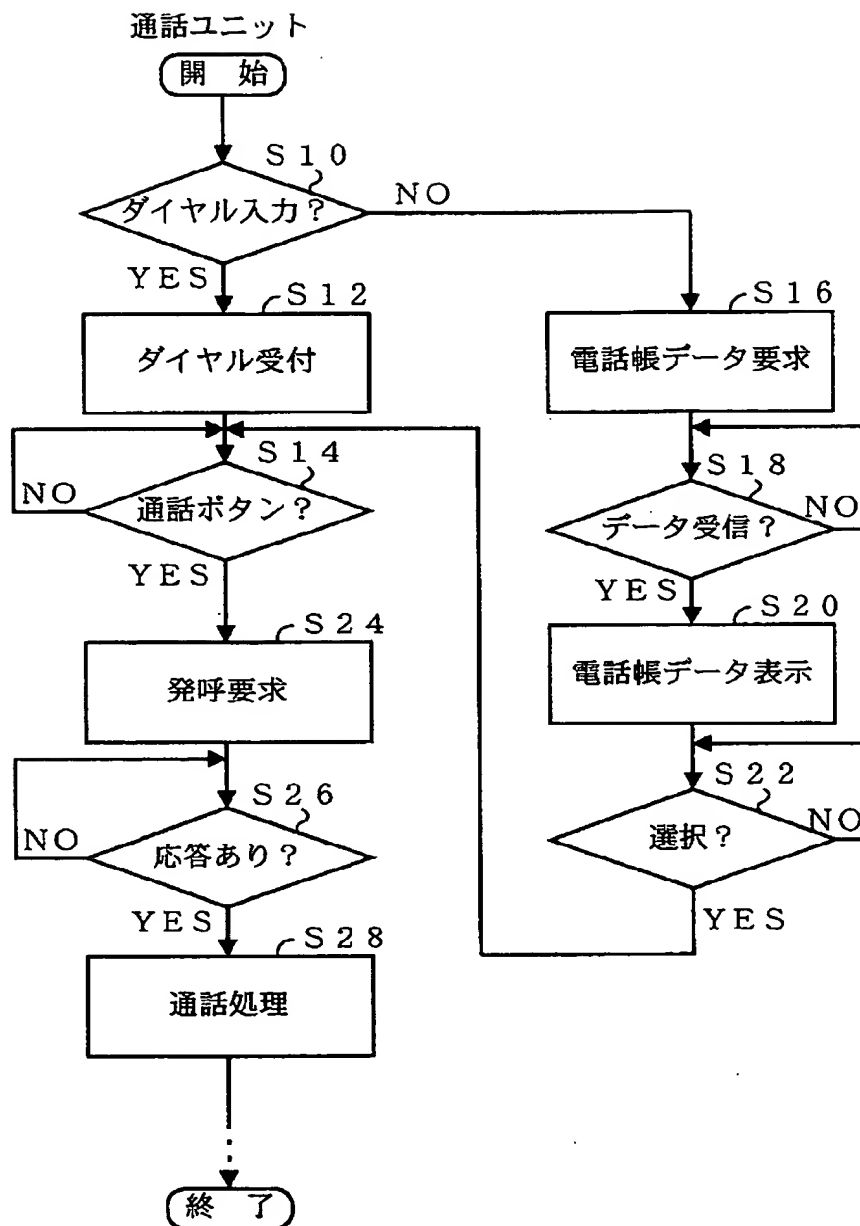 通話ユニット
開 始
S10
ダイヤル入力?
NO
YES
S12
ダイヤル受付
S14
通話ボタン?
NO
YES
S24
発呼要求
S26
応答あり?
NO
YES
S28
通話処理
終 了
S16
電話帳データ要求
S18
データ受信?
NO
YES
S20
電話帳データ表示
S22
選択?
NO
YES